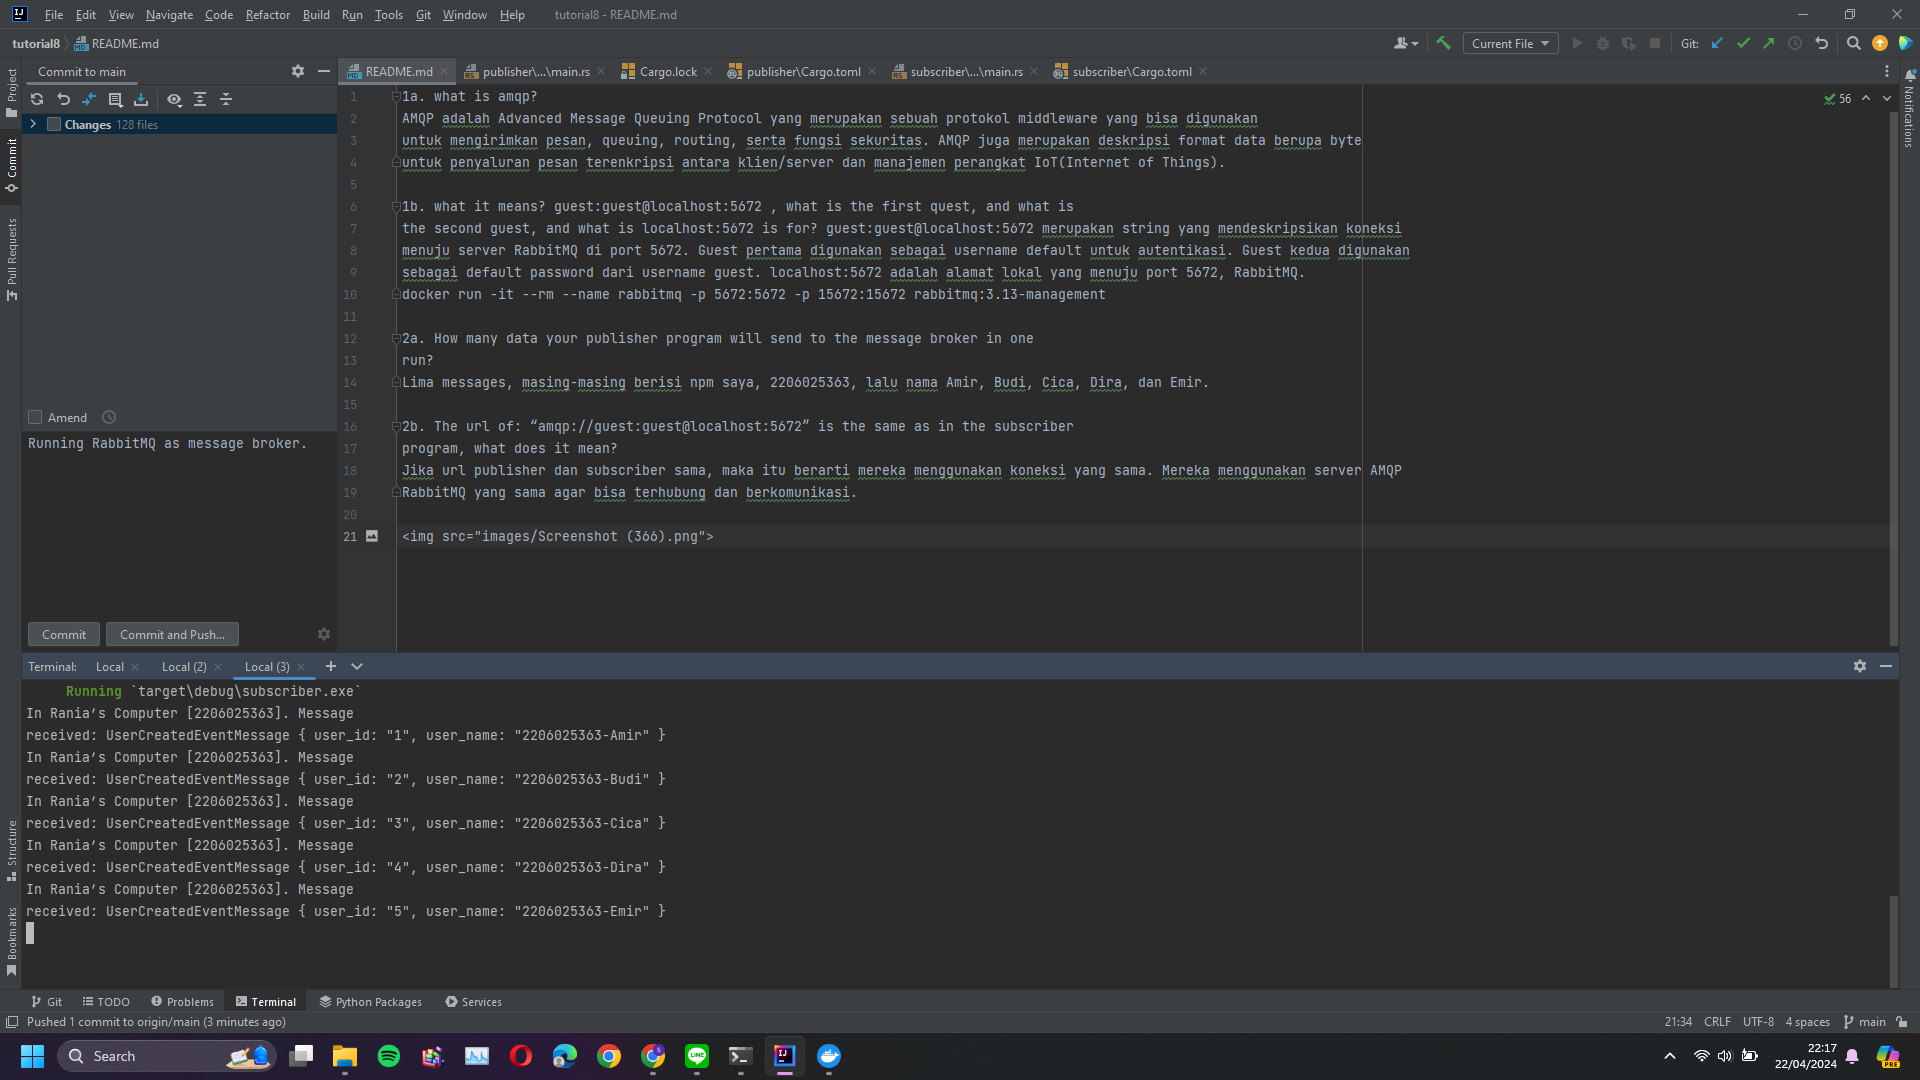 File Edit View Navigate Code Refactor Build Run Tools Git Window Help tutorial8 - README.md
tutorial8 README.md
Current File Git:
Commit to main
README.md publisher\...\main.rs Cargo.lock publisher\Cargo.toml subscriber\...\main.rs subscriber\Cargo.toml
Project
Commit
Pull Requests
Structure
Bookmarks
Notifications
Changes 128 files
Amend
Running RabbitMQ as message broker.
Commit Commit and Push...
56
1 1a. what is amqp?
2 AMQP adalah Advanced Message Queuing Protocol yang merupakan sebuah protokol middleware yang bisa digunakan
3 untuk mengirimkan pesan, queuing, routing, serta fungsi sekuritas. AMQP juga merupakan deskripsi format data berupa byte
4 untuk penyaluran pesan terenkripsi antara klien/server dan manajemen perangkat IoT(Internet of Things).
5
6 1b. what it means? guest:guest@localhost:5672 , what is the first quest, and what is
7 the second guest, and what is localhost:5672 is for? guest:guest@localhost:5672 merupakan string yang mendeskripsikan koneksi
8 menuju server RabbitMQ di port 5672. Guest pertama digunakan sebagai username default untuk autentikasi. Guest kedua digunakan
9 sebagai default password dari username guest. localhost:5672 adalah alamat lokal yang menuju port 5672, RabbitMQ.
10 docker run -it --rm --name rabbitmq -p 5672:5672 -p 15672:15672 rabbitmq:3.13-management
11
12 2a. How many data your publisher program will send to the message broker in one
13 run?
14 Lima messages, masing-masing berisi npm saya, 2206025363, lalu nama Amir, Budi, Cica, Dira, dan Emir.
15
16 2b. The url of: “amqp://guest:guest@localhost:5672” is the same as in the subscriber
17 program, what does it mean?
18 Jika url publisher dan subscriber sama, maka itu berarti mereka menggunakan koneksi yang sama. Mereka menggunakan server AMQP
19 RabbitMQ yang sama agar bisa terhubung dan berkomunikasi.
20
21 <img src="images/Screenshot (366).png">
Terminal: Local Local (2) Local (3)
Running `target\debug\subscriber.exe`
In Rania’s Computer [2206025363]. Message
received: UserCreatedEventMessage { user_id: "1", user_name: "2206025363-Amir" }
In Rania’s Computer [2206025363]. Message
received: UserCreatedEventMessage { user_id: "2", user_name: "2206025363-Budi" }
In Rania’s Computer [2206025363]. Message
received: UserCreatedEventMessage { user_id: "3", user_name: "2206025363-Cica" }
In Rania’s Computer [2206025363]. Message
received: UserCreatedEventMessage { user_id: "4", user_name: "2206025363-Dira" }
In Rania’s Computer [2206025363]. Message
received: UserCreatedEventMessage { user_id: "5", user_name: "2206025363-Emir" }
Git TODO Problems Terminal Python Packages Services
Pushed 1 commit to origin/main (3 minutes ago) 21:34 CRLF UTF-8 4 spaces main
Search
22:17
22/04/2024